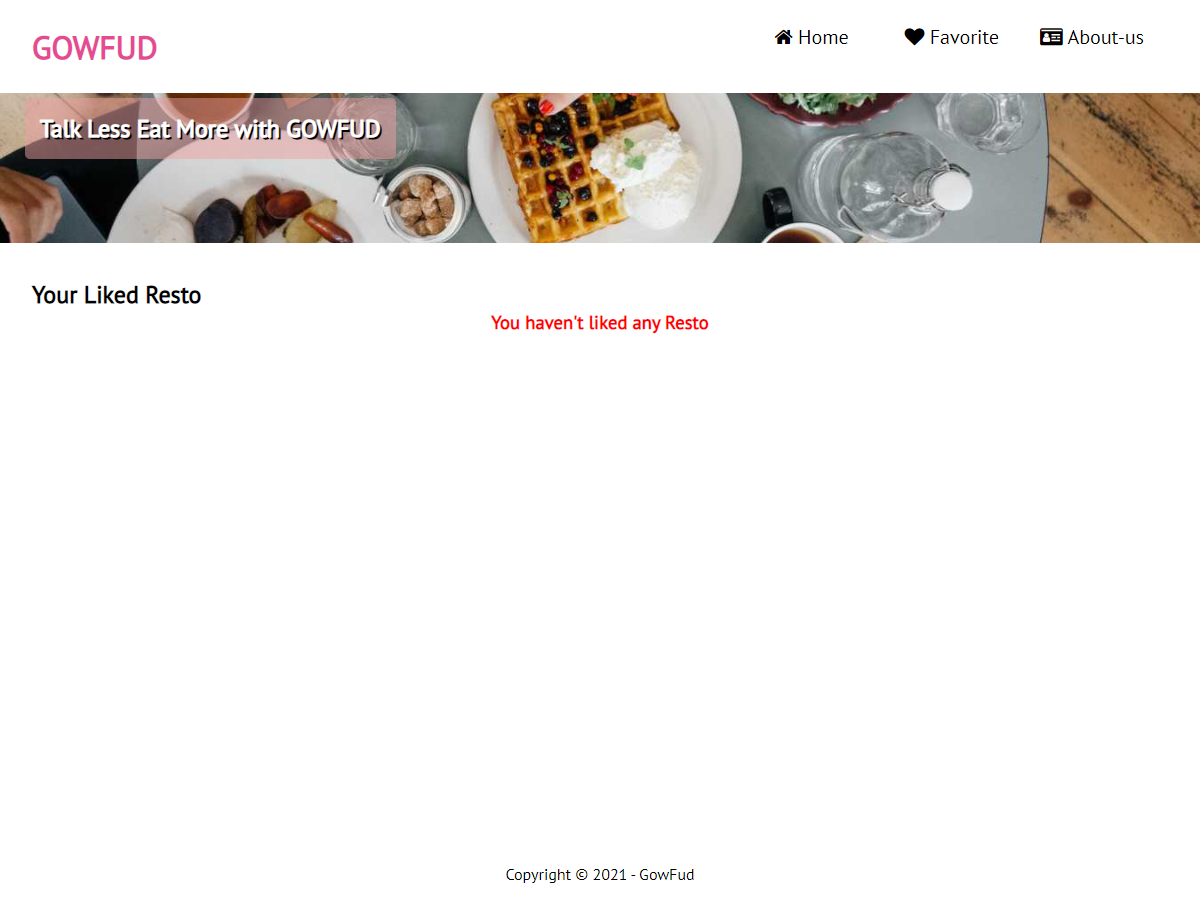 GOWFUD
Home
Favorite
About-us
Talk Less Eat More with GOWFUD
Your Liked Resto
You haven't liked any Resto
Copyright © 2021 - GowFud